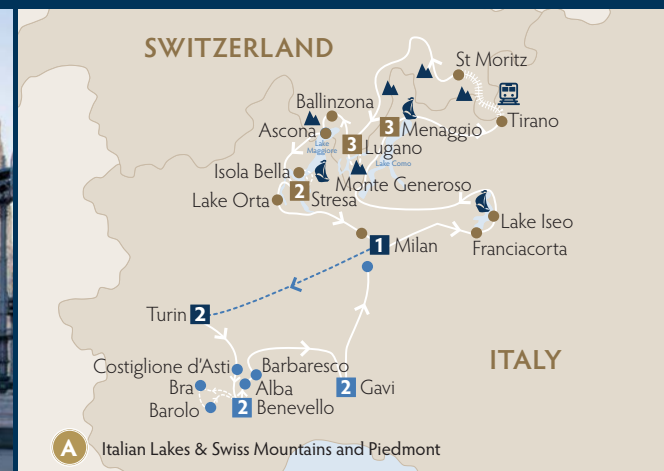 SWITZERLAND
St Moritz
Ballinzona
Tirano
Ascona
Lake
Maggiore
3 Menaggio
3 Lugano
Lake Como
Isola Bella
Monte Generoso
2 Stresa
Lake Orta
Lake Iseo
1 Milan
Franciacorta
Turin 2
ITALY
Costiglione d'Asti
Barbaresco
Bra
Alba
2 Gavi
Barolo
2 Benevello
A Italian Lakes & Swiss Mountains and Piedmont